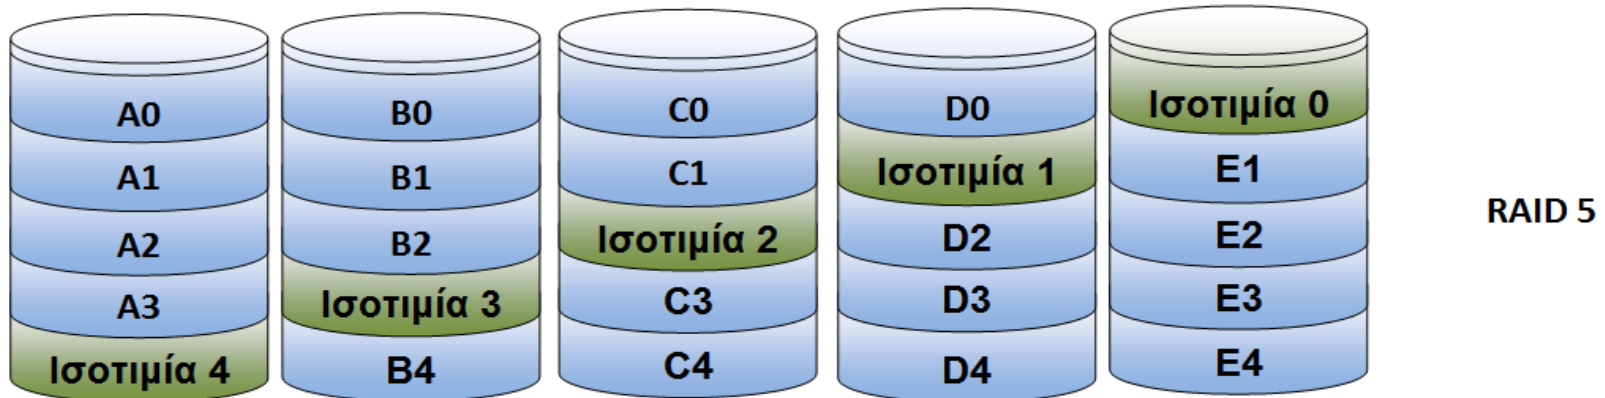 A0 B0 C0 D0 Ισοτιμία 0
A1 B1 C1 Ισοτιμία 1 E1
A2 B2 Ισοτιμία 2 D2 E2
RAID 5
A3 Ισοτιμία 3 C3 D3 E3
Ισοτιμία 4 B4 C4 D4 E4